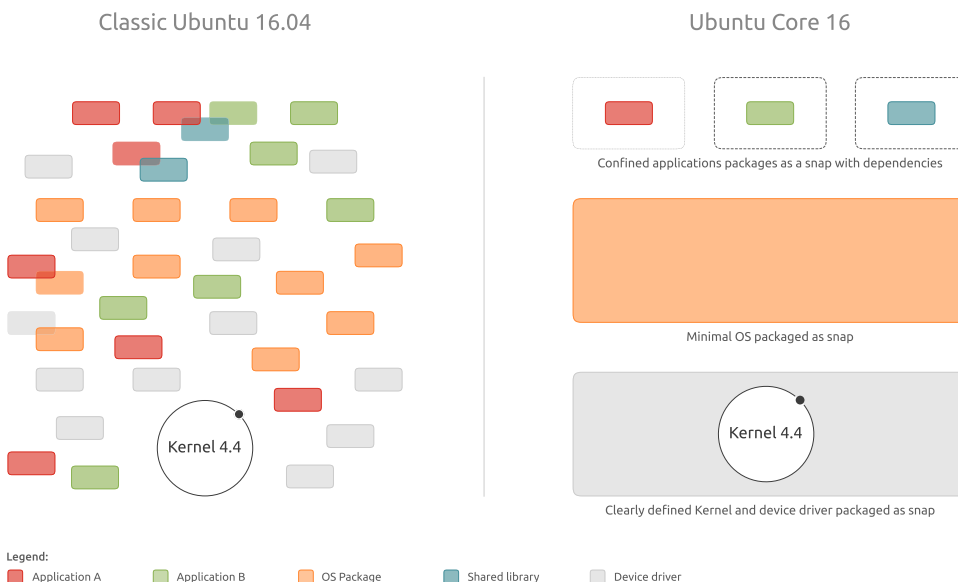 Classic Ubuntu 16.04
Ubuntu Core 16
Confined applications packages as a snap with dependencies
Minimal OS packaged as snap
Kernel 4.4
Kernel 4.4
Clearly defined Kernel and device driver packaged as snap
Legend:
Application A
Application B
OS Package
Shared library
Device driver